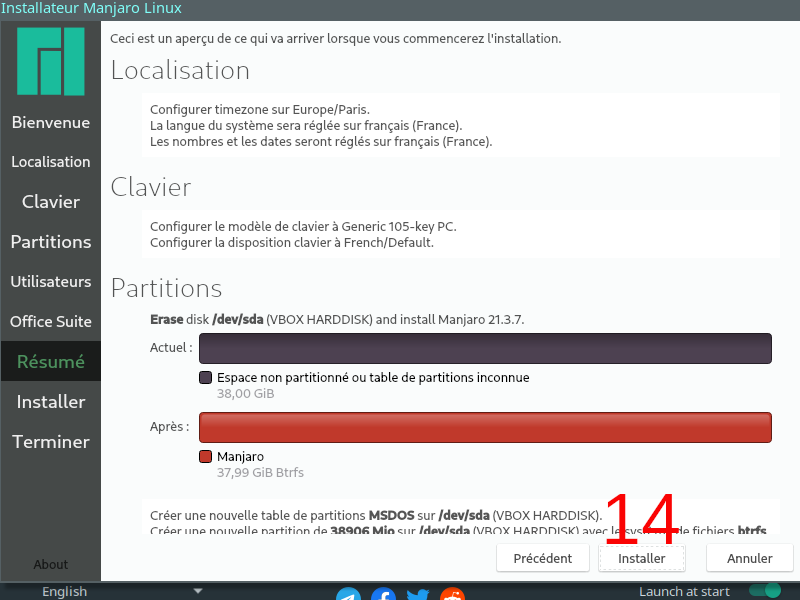 Installateur Manjaro Linux
Bienvenue
Localisation
Clavier
Partitions
Utilisateurs
Office Suite
Résumé
Installer
Terminer
About
Ceci est un aperçu de ce qui va arriver lorsque vous commencerez l'installation.
Localisation
Configurer timezone sur Europe/Paris.
La langue du système sera réglée sur français (France).
Les nombres et les dates seront réglés sur français (France).
Clavier
Configurer le modèle de clavier à Generic 105-key PC.
Configurer la disposition clavier à French/Default.
Partitions
Erase disk /dev/sda (VBOX HARDDISK) and install Manjaro 21.3.7.
Actuel :
Espace non partitionné ou table de partitions inconnue
38,00 GiB
Après :
Manjaro
37,99 GiB Btrfs
Créer une nouvelle table de partitions MSDOS sur /dev/sda (VBOX HARDDISK).
Créer une nouvelle partition de 38906 Mio sur /dev/sda (VBOX HARDDISK) avec le système de fichiers btrfs
14
Précédent
Installer
Annuler
English
Launch at start